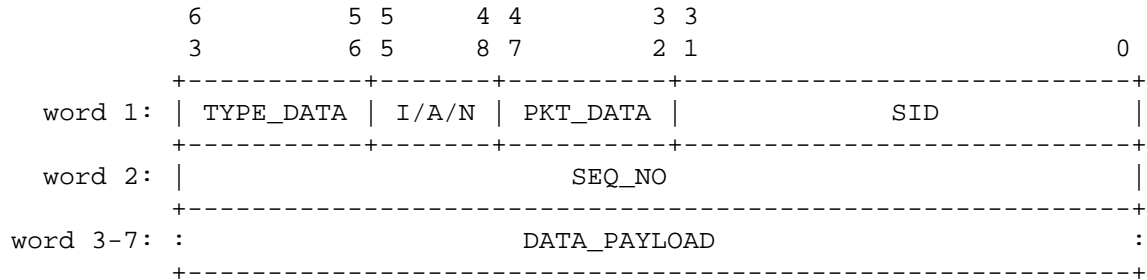 6 5 5 4 4 3 3
3 6 5 8 7 2 1 0
+-----------+-------+----------+-----------------------------+
word 1: | TYPE_DATA | I/A/N | PKT_DATA | SID |
+-----------+-------+----------+-----------------------------+
word 2: | SEQ_NO |
+------------------------------------------------------------+
word 3-7: : DATA_PAYLOAD :
+------------------------------------------------------------+